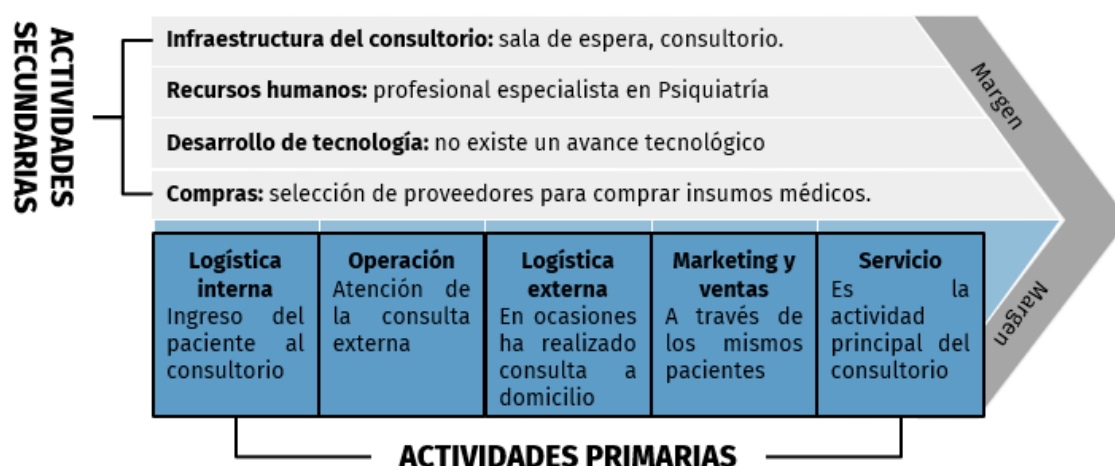 ACTIVIDADES
SECUNDARIAS
Infraestructura del consultorio: sala de espera, consultorio.
Recursos humanos: profesional especialista en Psiquiatría
Desarrollo de tecnología: no existe un avance tecnológico
Compras: selección de proveedores para comprar insumos médicos.
Margen
Margen
Logística
interna
Ingreso del
paciente al
consultorio
Operación
Atención de
la consulta
externa
Logística
externa
En ocasiones
ha realizado
consulta a
domicilio
Marketing y
ventas
A través de
los mismos
pacientes
Servicio
Es la
actividad
principal del
consultorio
ACTIVIDADES PRIMARIAS